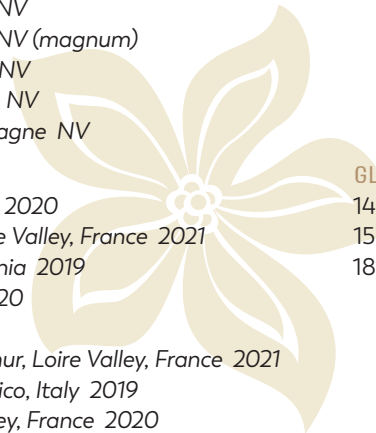 NV
NV (magnum)
NV
NV
agne NV
GL
2020 14
Valley, France 2021 15
nia 2019 18
20
ur, Loire Valley, France 2021
ico, Italy 2019
ey, France 2020